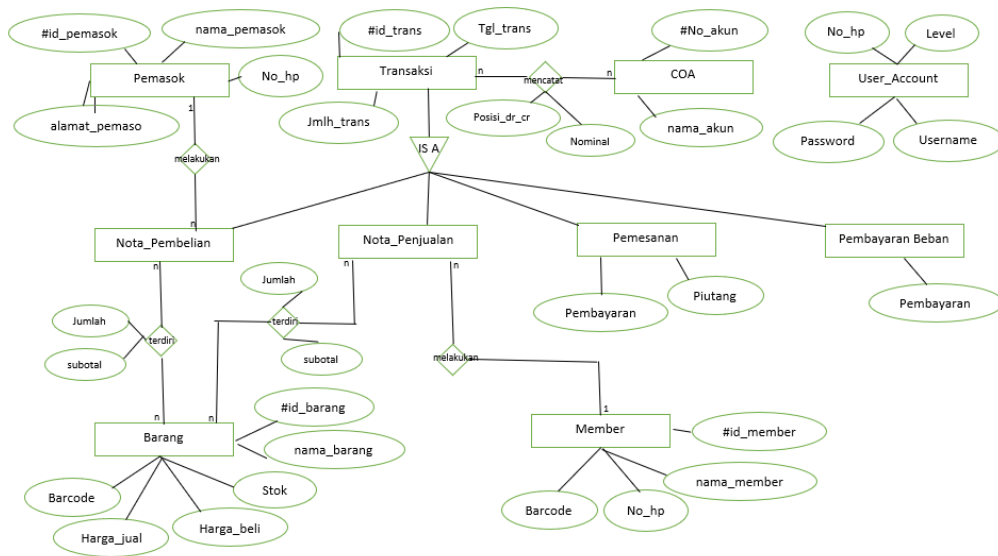 #id_pemasok
nama_pemasok
Pemasok
No_hp
alamat_pemaso
1
melakukan
n
#id_trans
Tgl_trans
Transaksi
Jmlh_trans
n
mencatat
n
Posisi_dr_cr
Nominal
#No_akun
COA
nama_akun
No_hp
Level
User_Account
Password
Username
IS A
Nota_Pembelian
Nota_Penjualan
Pemesanan
Pembayaran Beban
n
n
n
Jumlah
terdiri
subotal
Jumlah
terdiri
subotal
Pembayaran
Piutang
Pembayaran
melakukan
n
n
1
Barang
#id_barang
nama_barang
Barcode
Harga_jual
Harga_beli
Stok
Member
#id_member
nama_member
Barcode
No_hp